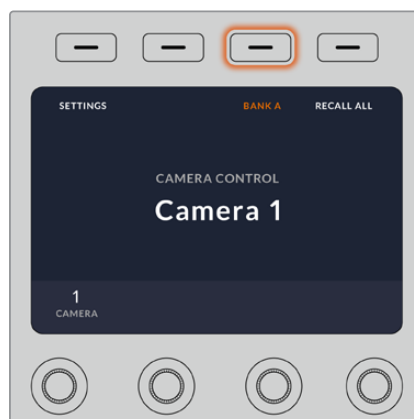 SETTINGS BANK A RECALL ALL
CAMERA CONTROL
Camera 1
1
CAMERA